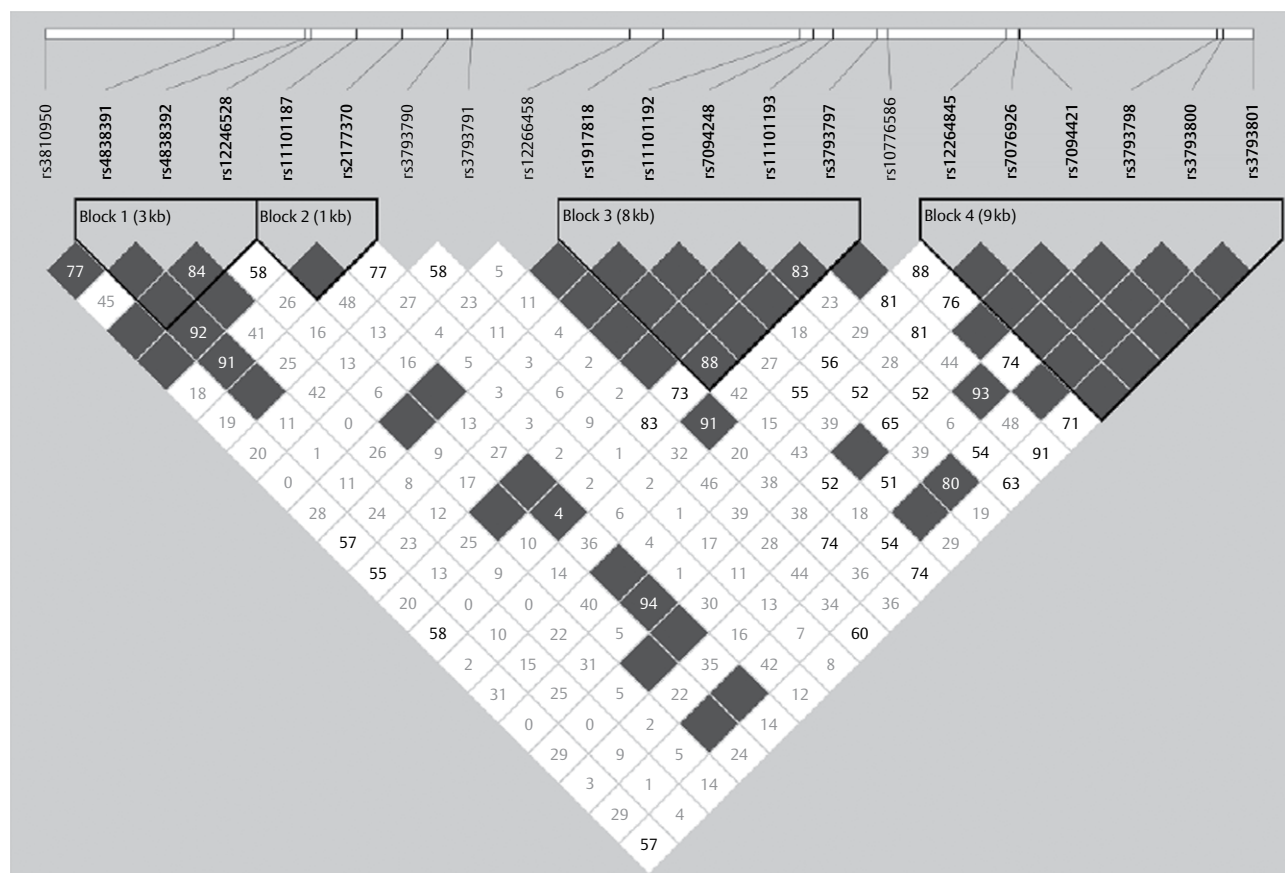 rs3810950
rs4838391
rs4838392
rs12246528
rs11101187
rs2177370
rs3793790
rs3793791
rs12266458
rs1917818
rs11101192
rs7094248
rs11101193
rs3793797
rs10776586
rs12264845
rs7076926
rs7094421
rs3793798
rs3793800
rs3793801
Block 1 (3 kb) Block 2 (1 kb) Block 3 (8 kb) Block 4 (9 kb)
77 84 58 77 58 5 83 88
45 26 48 27 23 11 23 81 76
92 41 16 13 4 11 4 18 29 81
91 25 13 16 5 3 2 88 27 56 28 44 74
18 42 6 3 6 2 73 42 55 52 52 93
19 11 0 13 3 9 83 91 15 39 65 6 48 71
20 1 26 9 27 2 1 32 20 43 39 54 91
0 11 8 17 2 2 46 38 52 51 80 63
28 24 12 4 6 1 39 38 18 19
57 23 25 10 36 4 17 28 74 54 29
55 13 9 14 1 11 44 36 74
20 0 0 40 94 30 13 34 36
58 10 22 5 16 7 60
2 15 31 35 42 8
31 25 5 22 12
0 0 2 14
29 9 5 24
3 1 14
29 4
57